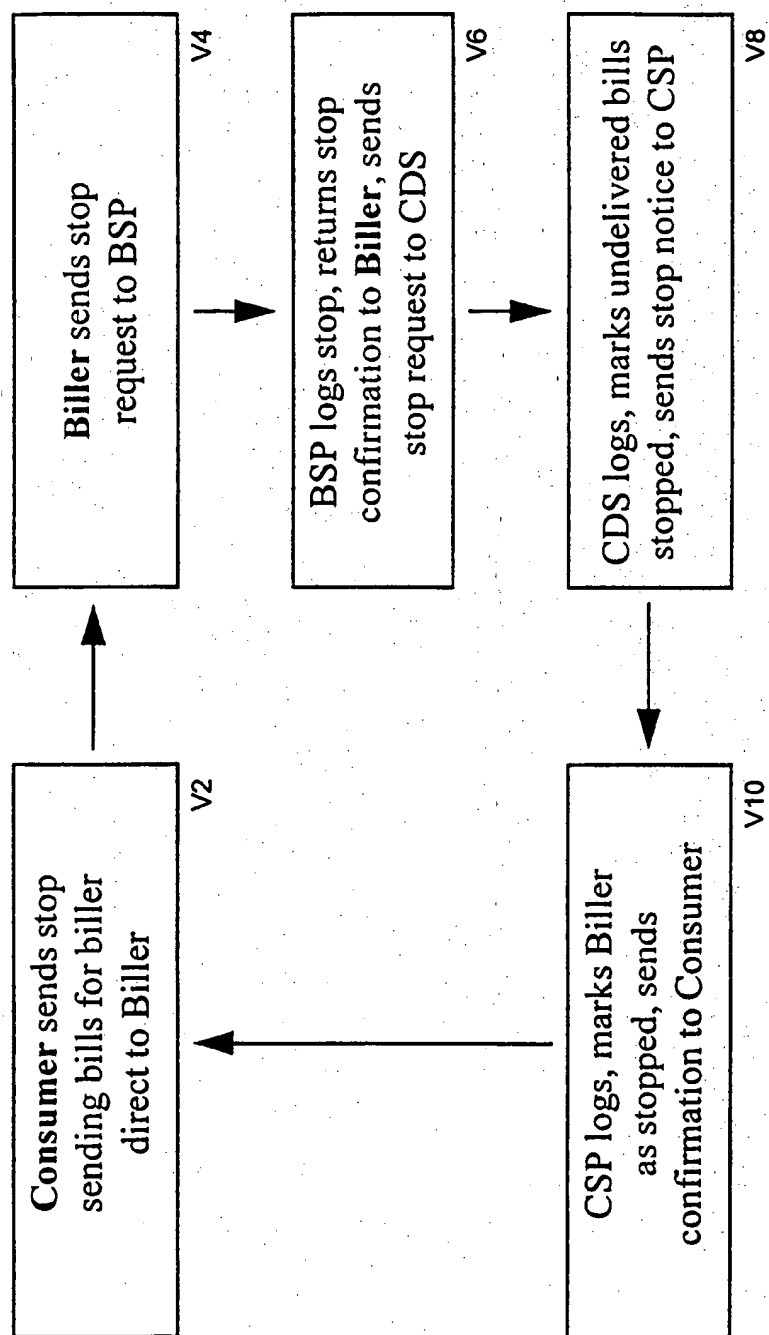 Consumer sends stop
sending bills for biller
direct to Biller
V2
Biller sends stop
request to BSP
V4
BSP logs stop, returns stop
confirmation to Biller, sends
stop request to CDS
V6
CDS logs, marks undelivered bills
stopped, sends stop notice to CSP
V8
CSP logs, marks Biller
as stopped, sends
confirmation to Consumer
V10